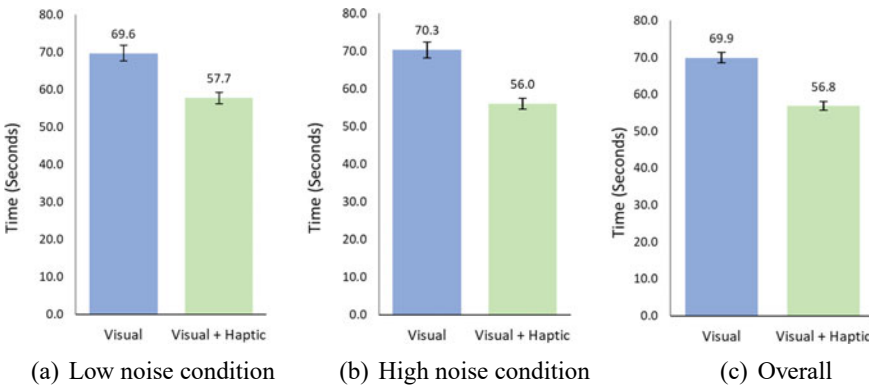 80.0
70.0
60.0
50.0
40.0
30.0
20.0
10.0
0.0
Time (Seconds)
69.6
57.7
Visual
Visual + Haptic
(a) Low noise condition
80.0
70.0
60.0
50.0
40.0
30.0
20.0
10.0
0.0
Time (Seconds)
70.3
56.0
Visual
Visual + Haptic
(b) High noise condition
80.0
70.0
60.0
50.0
40.0
30.0
20.0
10.0
0.0
Time (Seconds)
69.9
56.8
Visual
Visual + Haptic
(c) Overall